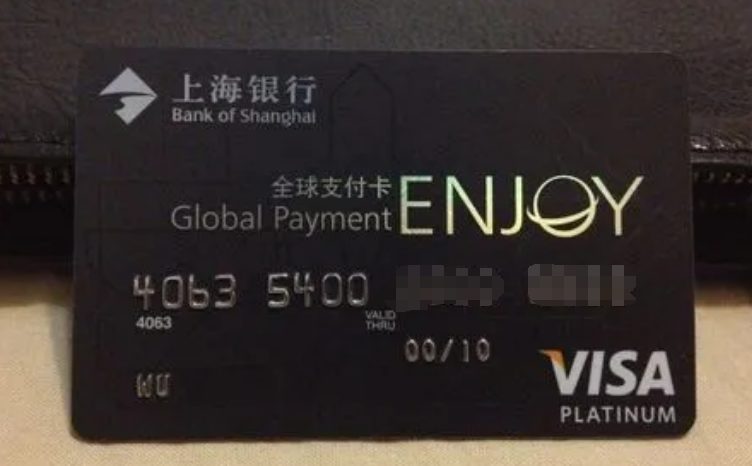 上海银行
Bank of Shanghai
全球支付卡
Global Payment ENJOY
4063 5400
4063
VALID
THRU
00/10
WU
VISA
PLATINUM